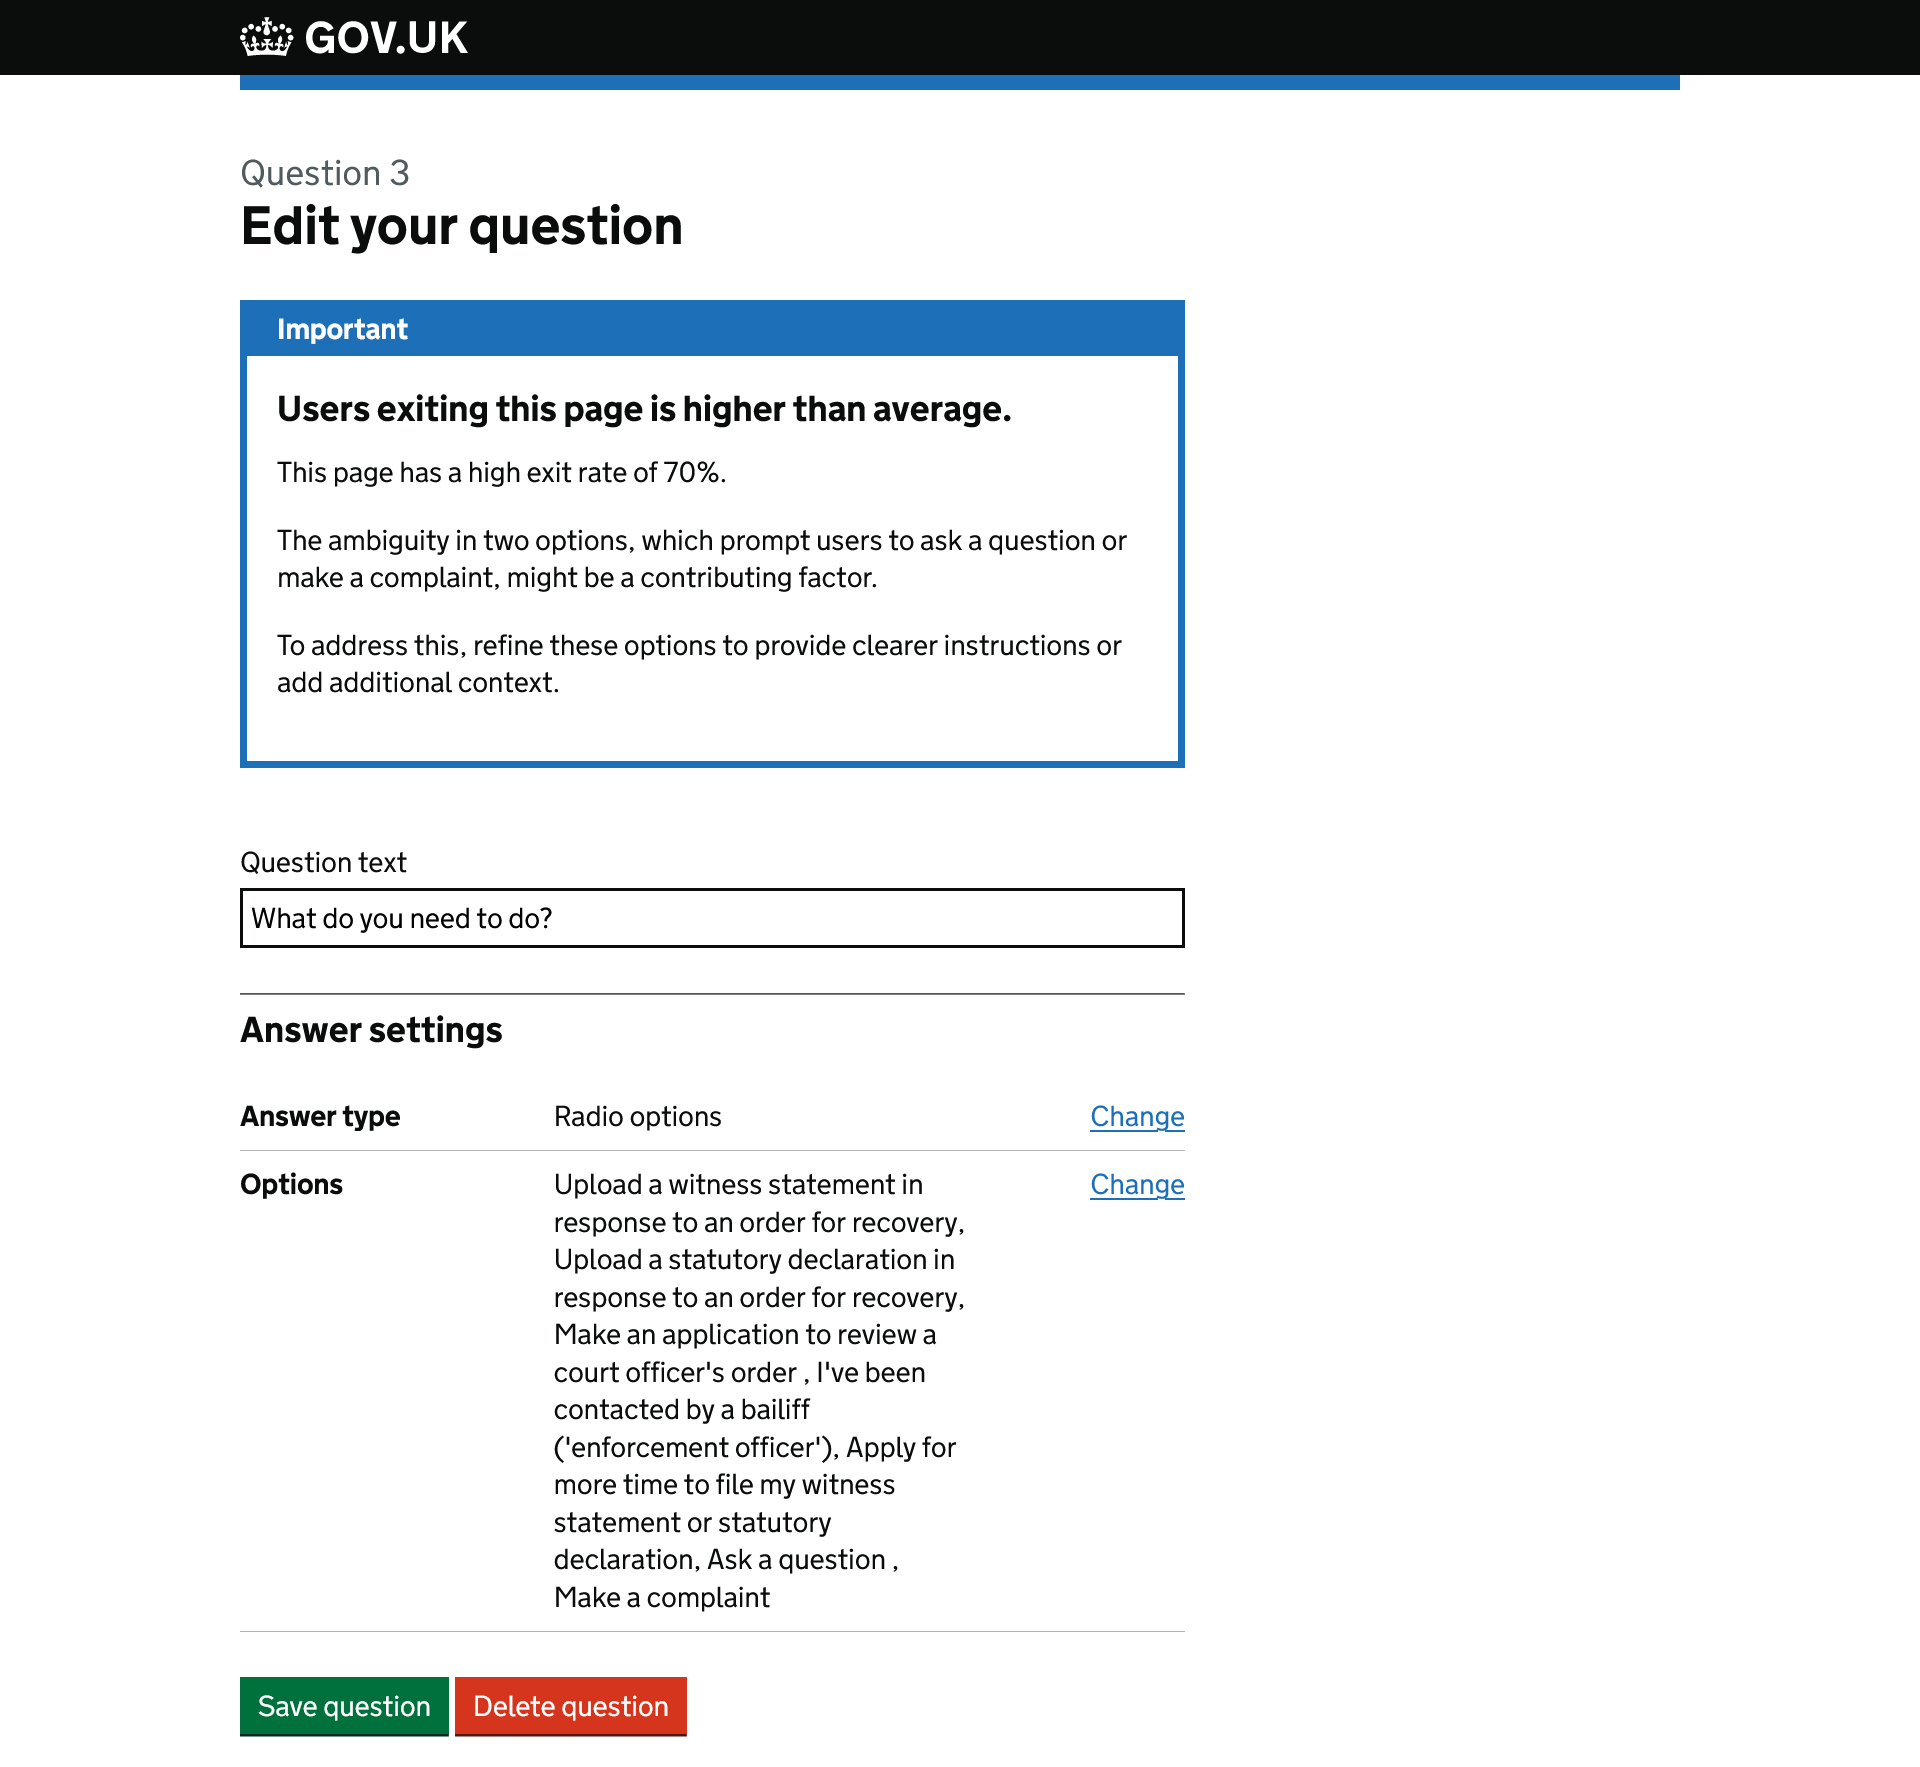 GOV.UK
Question 3
Edit your question
Important
Users exiting this page is higher than average.
This page has a high exit rate of 70%.
The ambiguity in two options, which prompt users to ask a question or
make a complaint, might be a contributing factor.
To address this, refine these options to provide clearer instructions or
add additional context.
Question text
What do you need to do?
Answer settings
Answer type Radio options Change
Options Upload a witness statement in Change
response to an order for recovery,
Upload a statutory declaration in
response to an order for recovery,
Make an application to review a
court officer's order , I've been
contacted by a bailiff
('enforcement officer'), Apply for
more time to file my witness
statement or statutory
declaration, Ask a question ,
Make a complaint
Save question Delete question